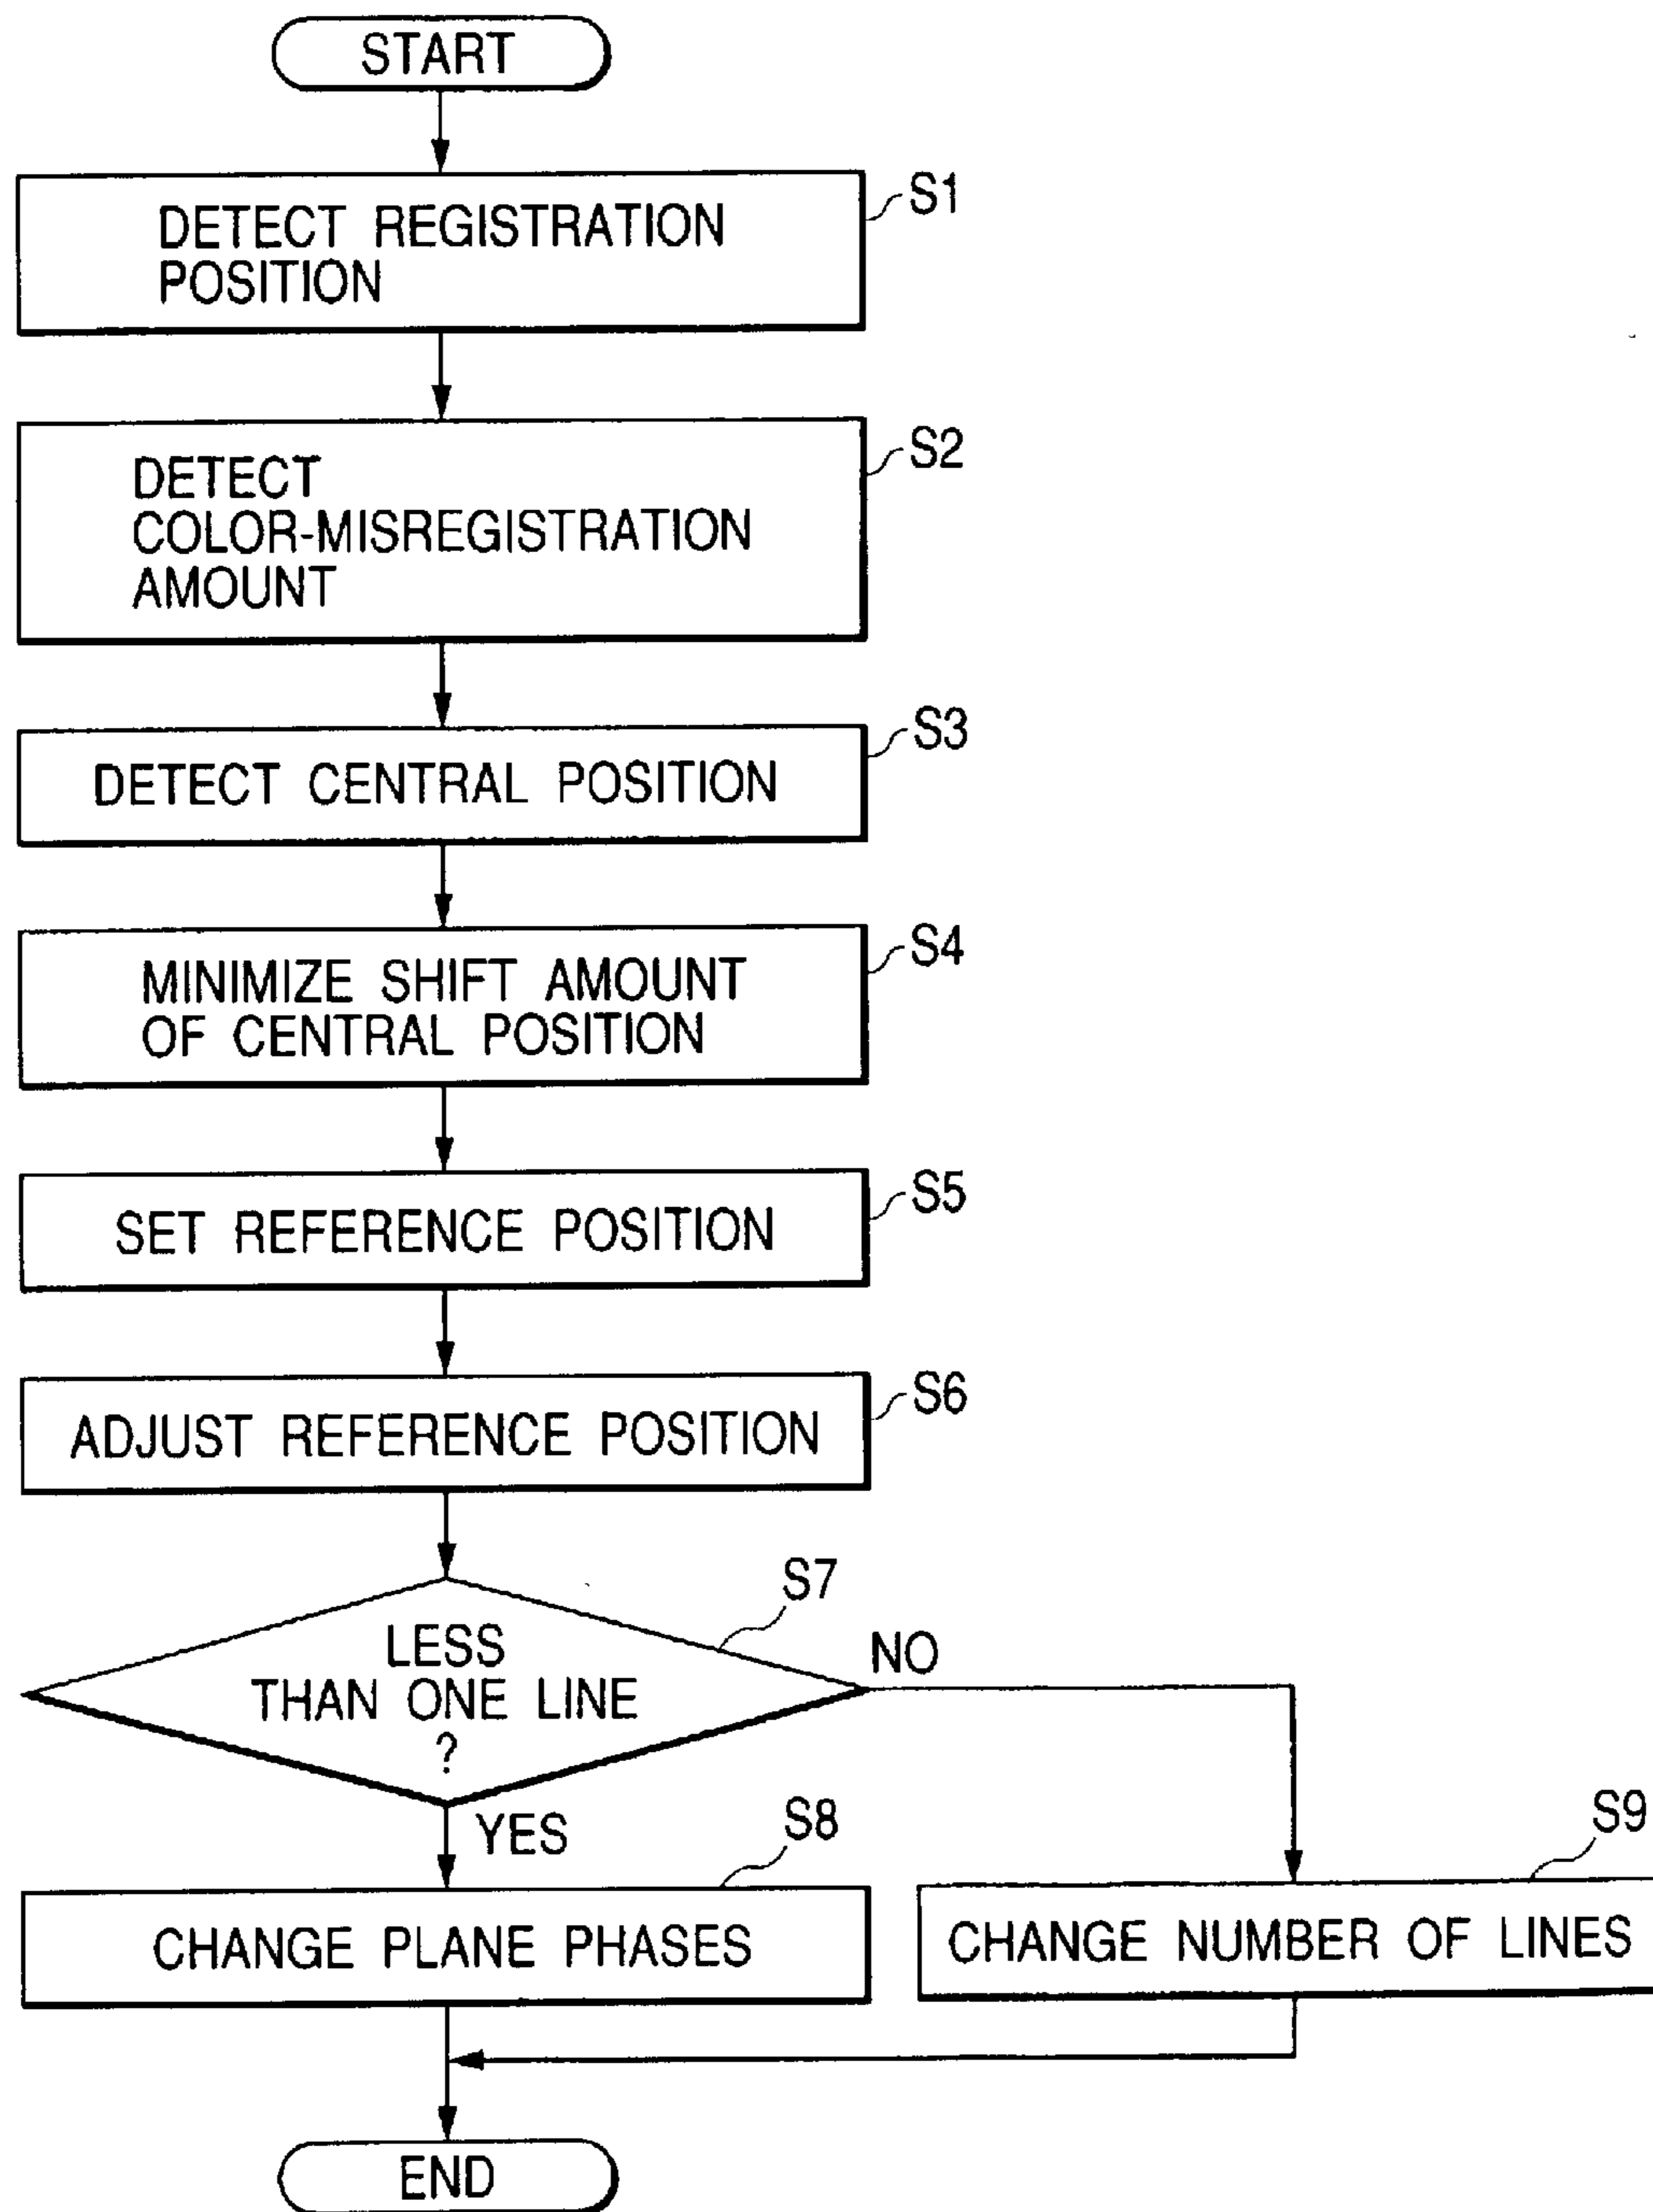 START
S1
DETECT REGISTRATION
POSITION
S2
DETECT
COLOR-MISREGISTRATION
AMOUNT
S3
DETECT CENTRAL POSITION
S4
MINIMIZE SHIFT AMOUNT
OF CENTRAL POSITION
S5
SET REFERENCE POSITION
S6
ADJUST REFERENCE POSITION
S7
LESS
THAN ONE LINE
?
NO
YES
S8
CHANGE PLANE PHASES
S9
CHANGE NUMBER OF LINES
END